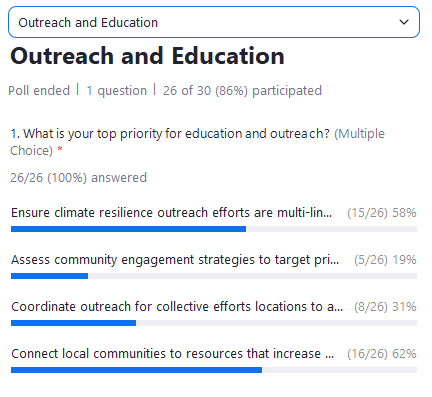 Outreach and Education
Outreach and Education
Poll ended | 1 question | 26 of 30 (86%) participated
1. What is your top priority for education and outreach? (Multiple
Choice) *
26/26 (100%) answered
Ensure climate resilience outreach efforts are multi-lin... (15/26) 58%
Assess community engagement strategies to target pri... (5/26) 19%
Coordinate outreach for collective efforts locations to a... (8/26) 31%
Connect local communities to resources that increase ... (16/26) 62%